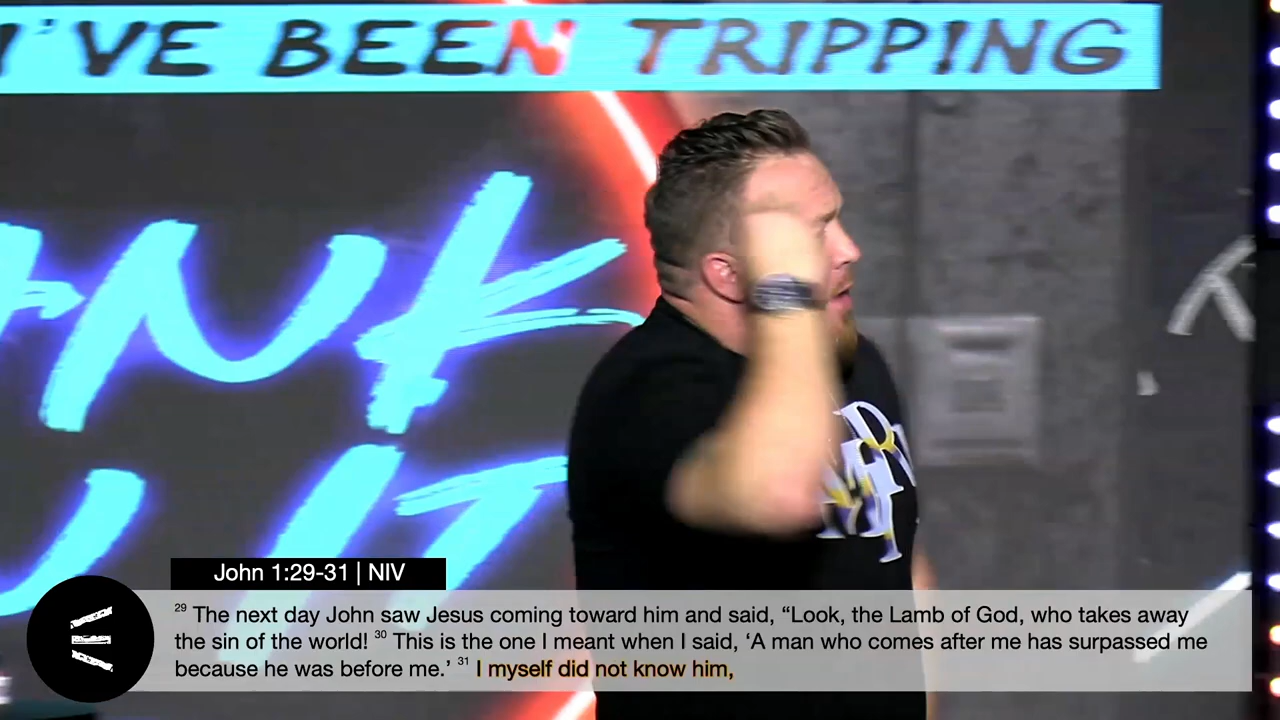 I'VE BEEN TRIPPING
NK
IT
John 1:29-31 | NIV
29 The next day John saw Jesus coming toward him and said, “Look, the Lamb of God, who takes away
the sin of the world! 30 This is the one I meant when I said, ‘A man who comes after me has surpassed me
because he was before me.’ 31 I myself did not know him,